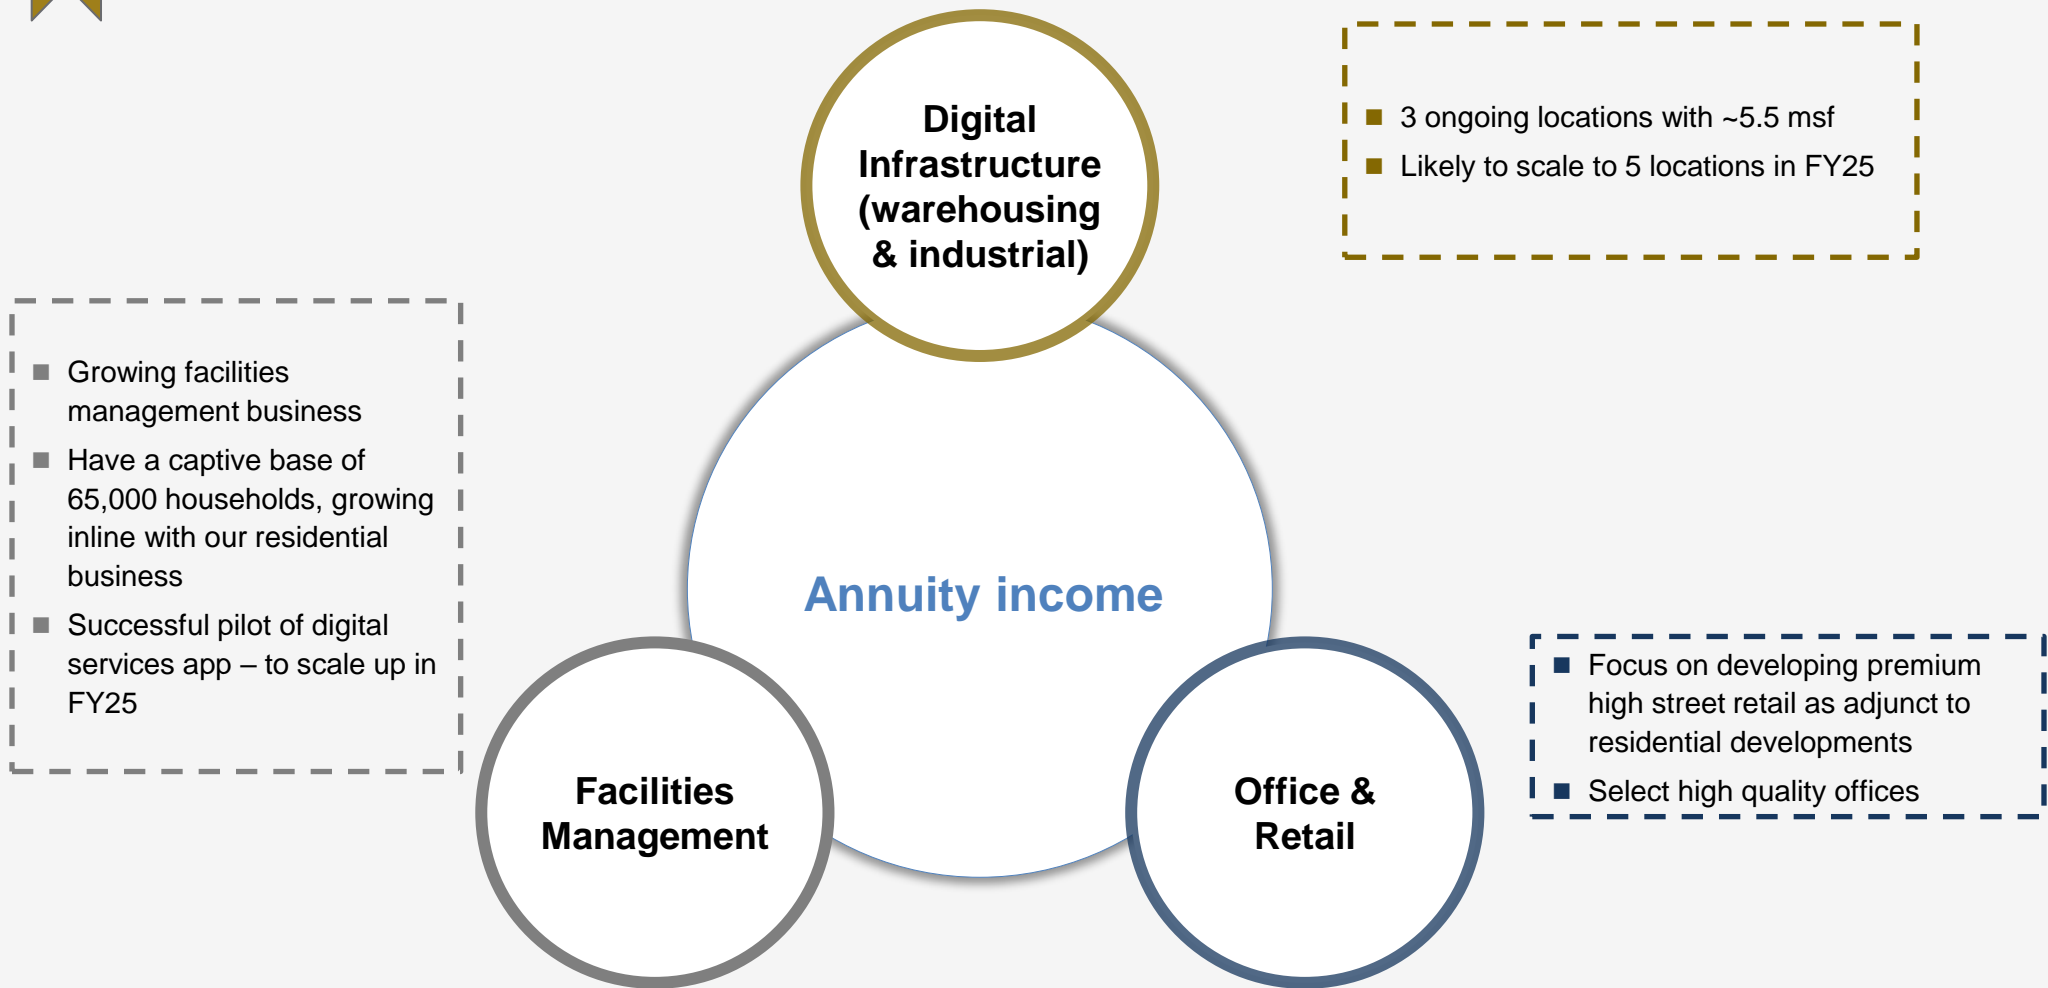 Digital
Infrastructure
(warehousing
& industrial)
3 ongoing locations with ~5.5 msf
Likely to scale to 5 locations in FY25
Growing facilities
management business
Have a captive base of
65,000 households, growing
inline with our residential
business
Successful pilot of digital
services app – to scale up in
FY25
Annuity income
Facilities
Management
Office &
Retail
Focus on developing premium
high street retail as adjunct to
residential developments
Select high quality offices